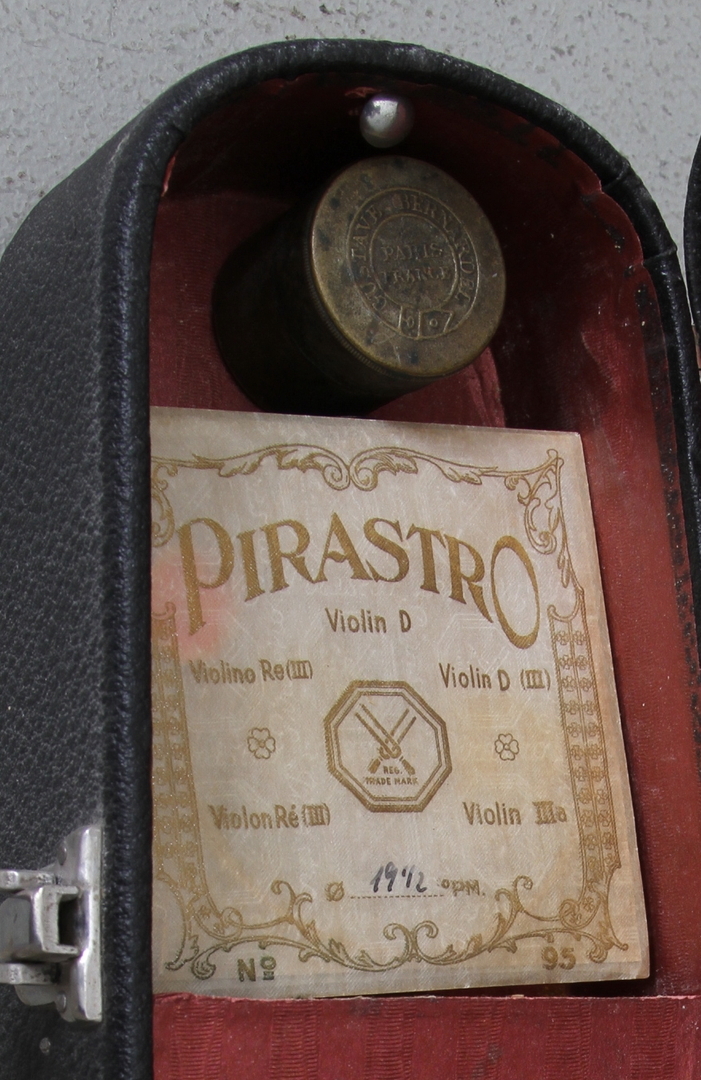 GUSTAVE BERNARDEL
PARIS
FRANCE
PIRASTRO
Violin D
Violino Re (III) Violin D (III)
REG.
TRADE MARK
Violon Ré (III) Violin IIIa
Ø 19½ °PM.
Nº 95